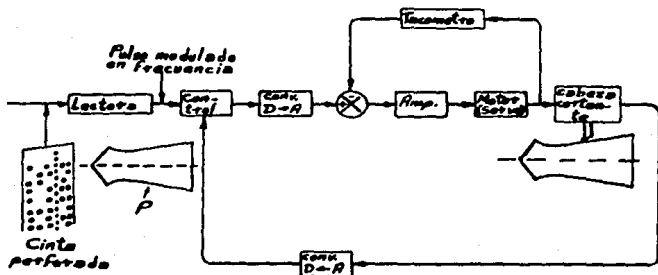 Tacometro
Pulso modulado
en frecuencia
Lectora
Con-
trol
conv.
D→A
+
-
Amp.
Motor
(Servo)
cabeza
cortan-
te
P
Cinta
perforada
conv.
D←A